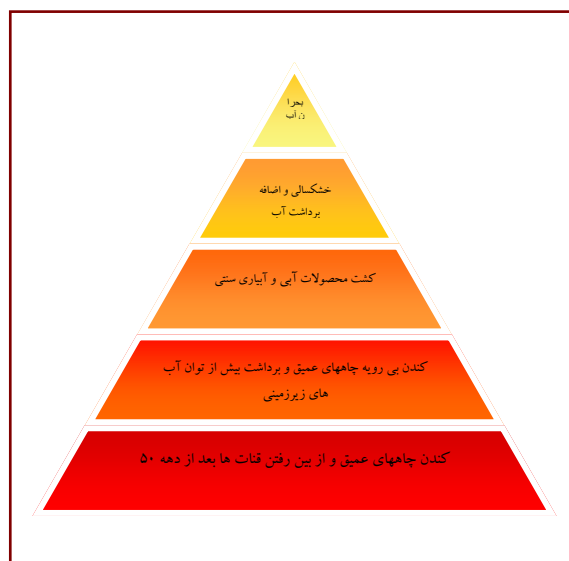 بحرا
ن آب
خشکسالی و اضافه
برداشت آب
کشت محصولات آبی و آبیاری سنتی
کندن بی رویه چاههای عمیق و برداشت بیش از توان آب
های زیرزمینی
کندن چاههای عمیق و از بین رفتن قنات ها بعد از دهه ۵۰